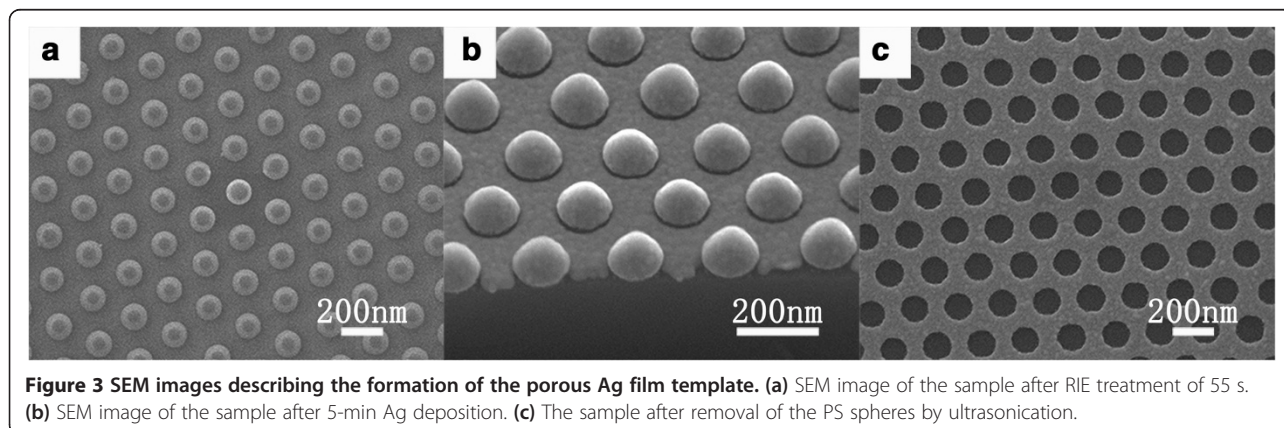 a
b
c
200nm
200nm
200nm
Figure 3 SEM images describing the formation of the porous Ag film template. (a) SEM image of the sample after RIE treatment of 55 s.
(b) SEM image of the sample after 5-min Ag deposition. (c) The sample after removal of the PS spheres by ultrasonication.